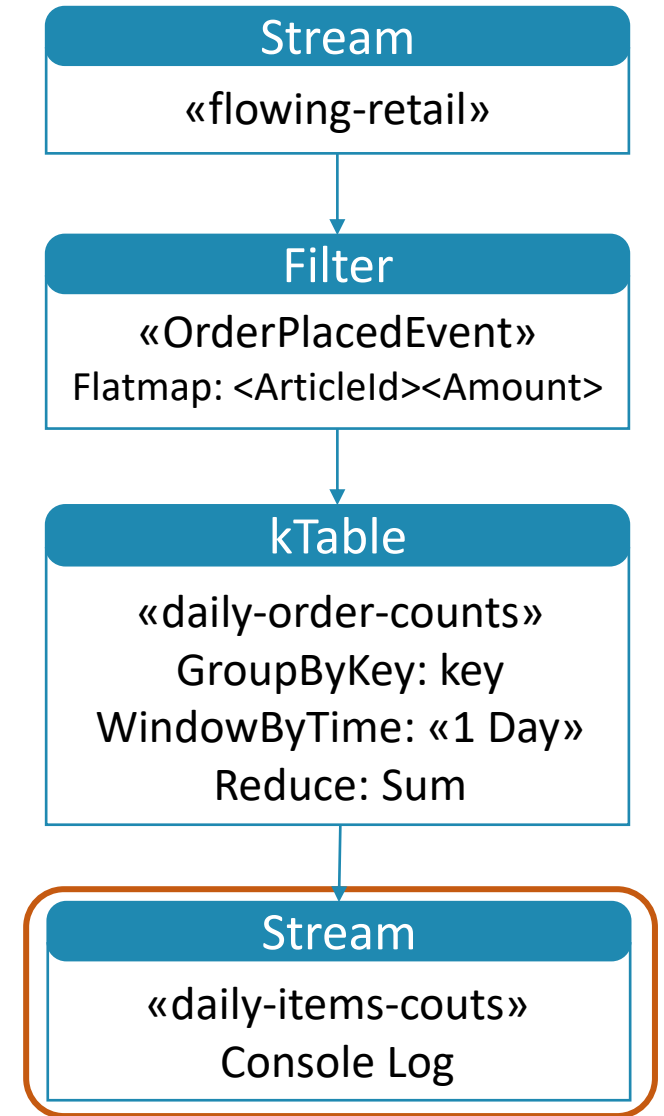 Stream
«flowing-retail»
Filter
«OrderPlacedEvent»
Flatmap: <ArticleId><Amount>
kTable
«daily-order-counts»
GroupByKey: key
WindowByTime: «1 Day»
Reduce: Sum
Stream
«daily-items-couts»
Console Log